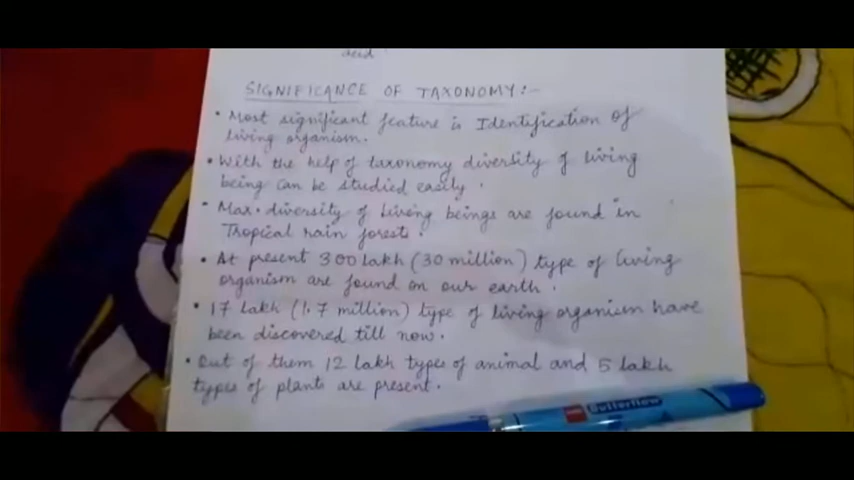 acid
SIGNIFICANCE OF TAXONOMY:-
• Most significant feature is Identification of
living organism.
• With the help of taxonomy diversity of living
being can be studied easily.
• Max. diversity of living beings are found in
Tropical rain forests.
• At present 300 lakh (30 million) type of living
organism are found on our earth.
• 17 lakh (1.7 million) type of living organism have
been discovered till now.
• Out of them 12 lakh types of animal and 5 lakh
types of plants are present.
Butterflow